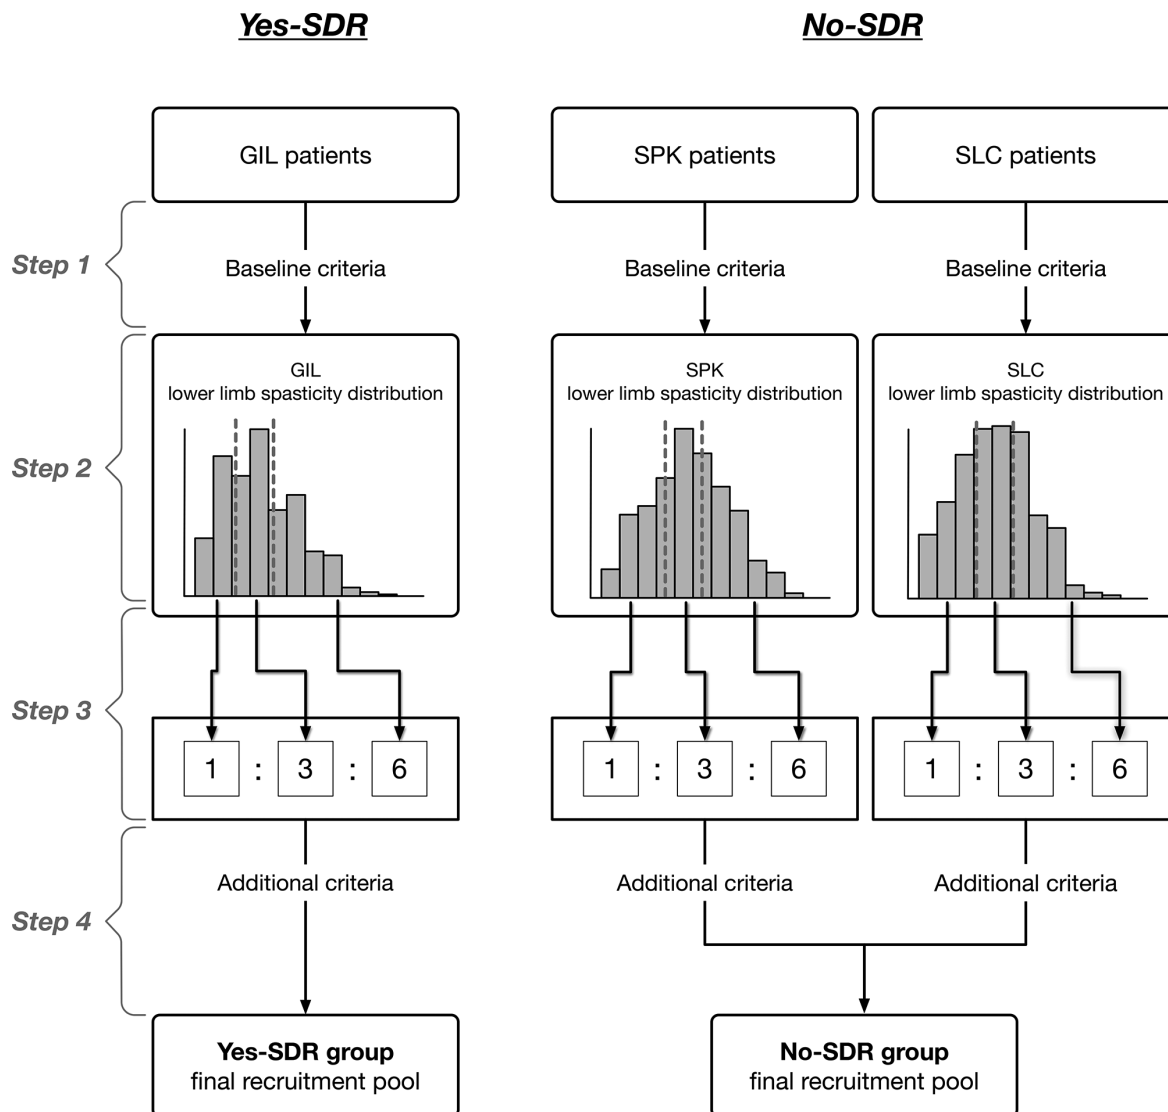 Yes-SDR
No-SDR
GIL patients
SPK patients
SLC patients
Step 1
Baseline criteria
Baseline criteria
Baseline criteria
Step 2
GIL
lower limb spasticity distribution
SPK
lower limb spasticity distribution
SLC
lower limb spasticity distribution
Step 3
1 : 3 : 6
1 : 3 : 6
1 : 3 : 6
Step 4
Additional criteria
Additional criteria
Additional criteria
Yes-SDR group
final recruitment pool
No-SDR group
final recruitment pool